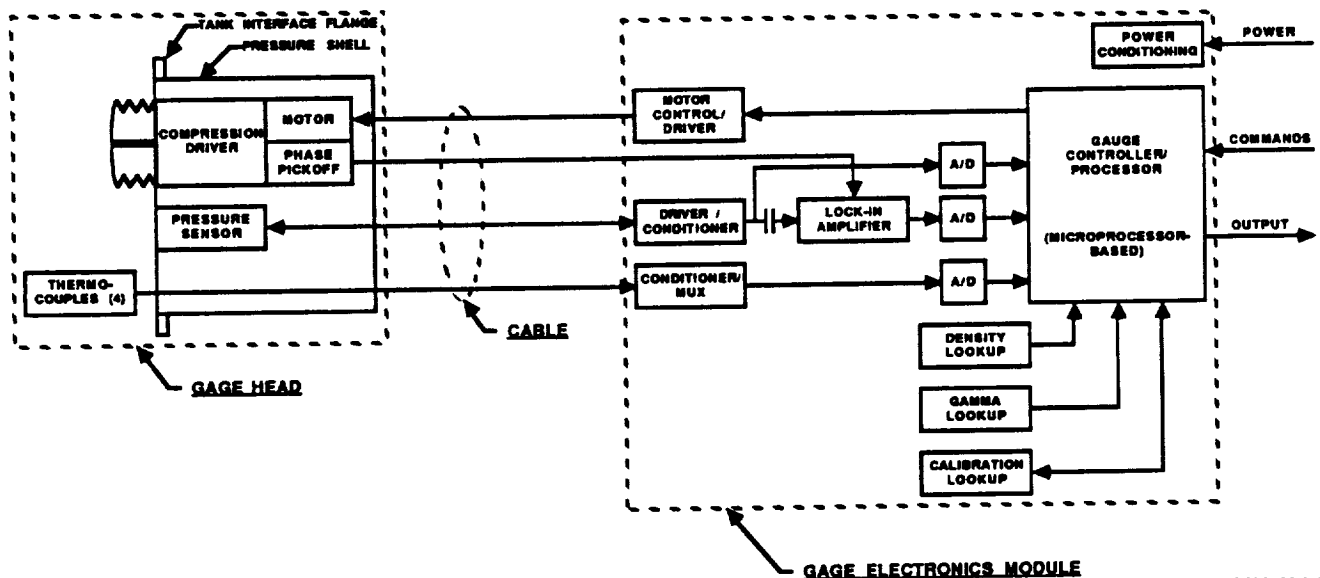 TANK INTERFACE FLANGE
PRESSURE SHELL
COMPRESSION
DRIVER
MOTOR
PHASE
PICKOFF
PRESSURE
SENSOR
THERMO-
COUPLES (4)
GAGE HEAD
CABLE
MOTOR
CONTROL/
DRIVER
DRIVER /
CONDITIONER
CONDITIONER/
MUX
LOCK-IN
AMPLIFIER
A/D
A/D
A/D
POWER
CONDITIONING
POWER
GAUGE
CONTROLLER/
PROCESSOR
(MICROPROCESSOR-
BASED)
COMMANDS
OUTPUT
DENSITY
LOOKUP
GAMMA
LOOKUP
CALIBRATION
LOOKUP
GAGE ELECTRONICS MODULE